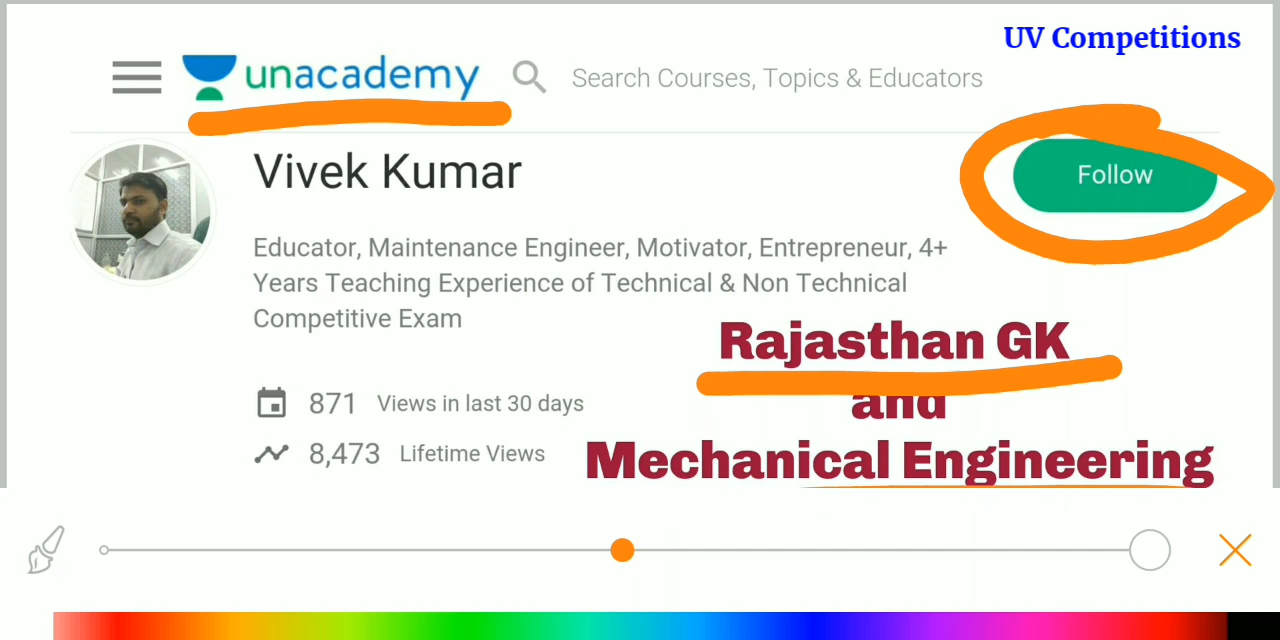 UV Competitions
unacademy
Search Courses, Topics & Educators
Vivek Kumar
Follow
Educator, Maintenance Engineer, Motivator, Entrepreneur, 4+
Years Teaching Experience of Technical & Non Technical
Competitive Exam
Rajasthan GK
871 Views in last 30 days
and
8,473 Lifetime Views
Mechanical Engineering